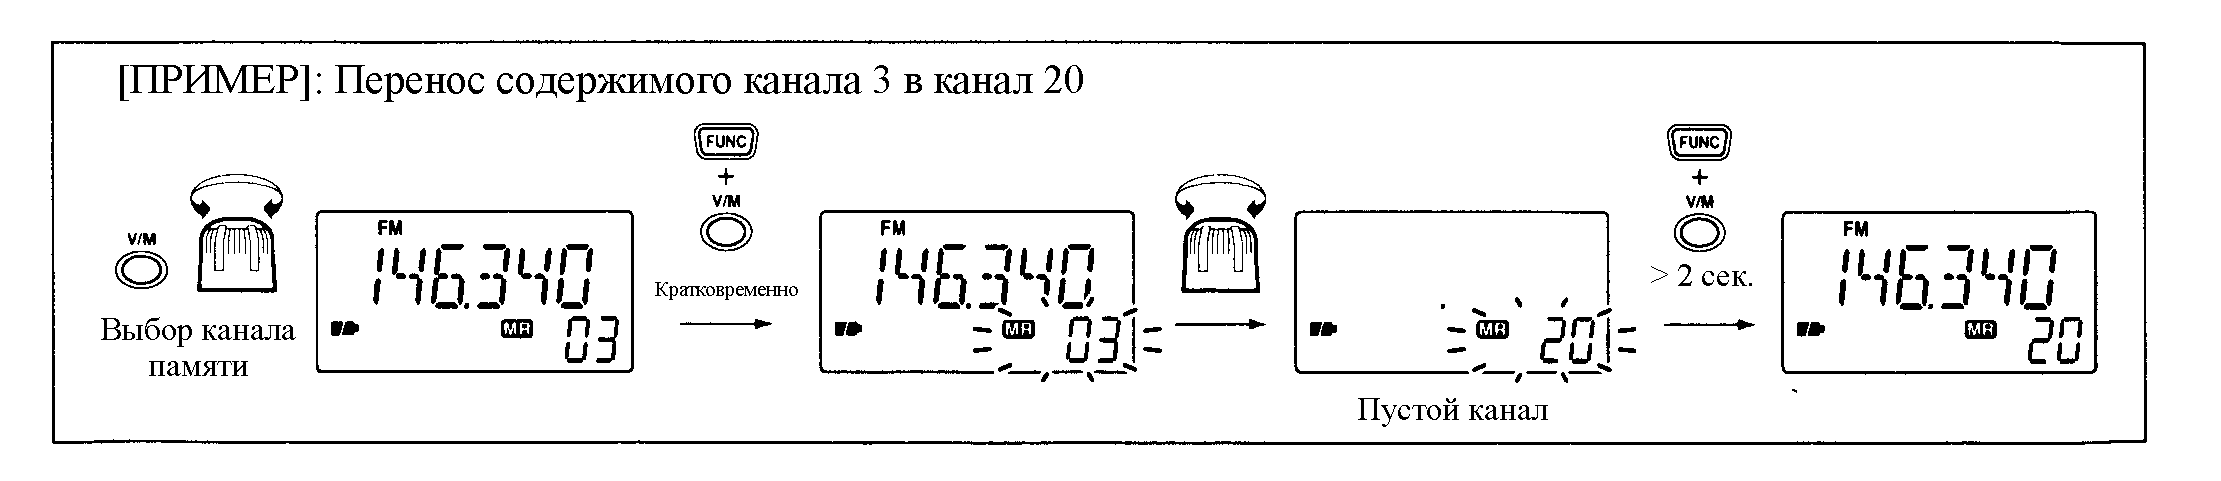 [ПРИМЕР]: Перенос содержимого канала 3 в канал 20
V/M
Выбор канала
памяти
FM
146.340
MR
03
FUNC
+
V/M
Кратковременно
FM
146.340
MR
03
MR
20
Пустой канал
FUNC
+
V/M
> 2 сек.
FM
146.340
MR
20